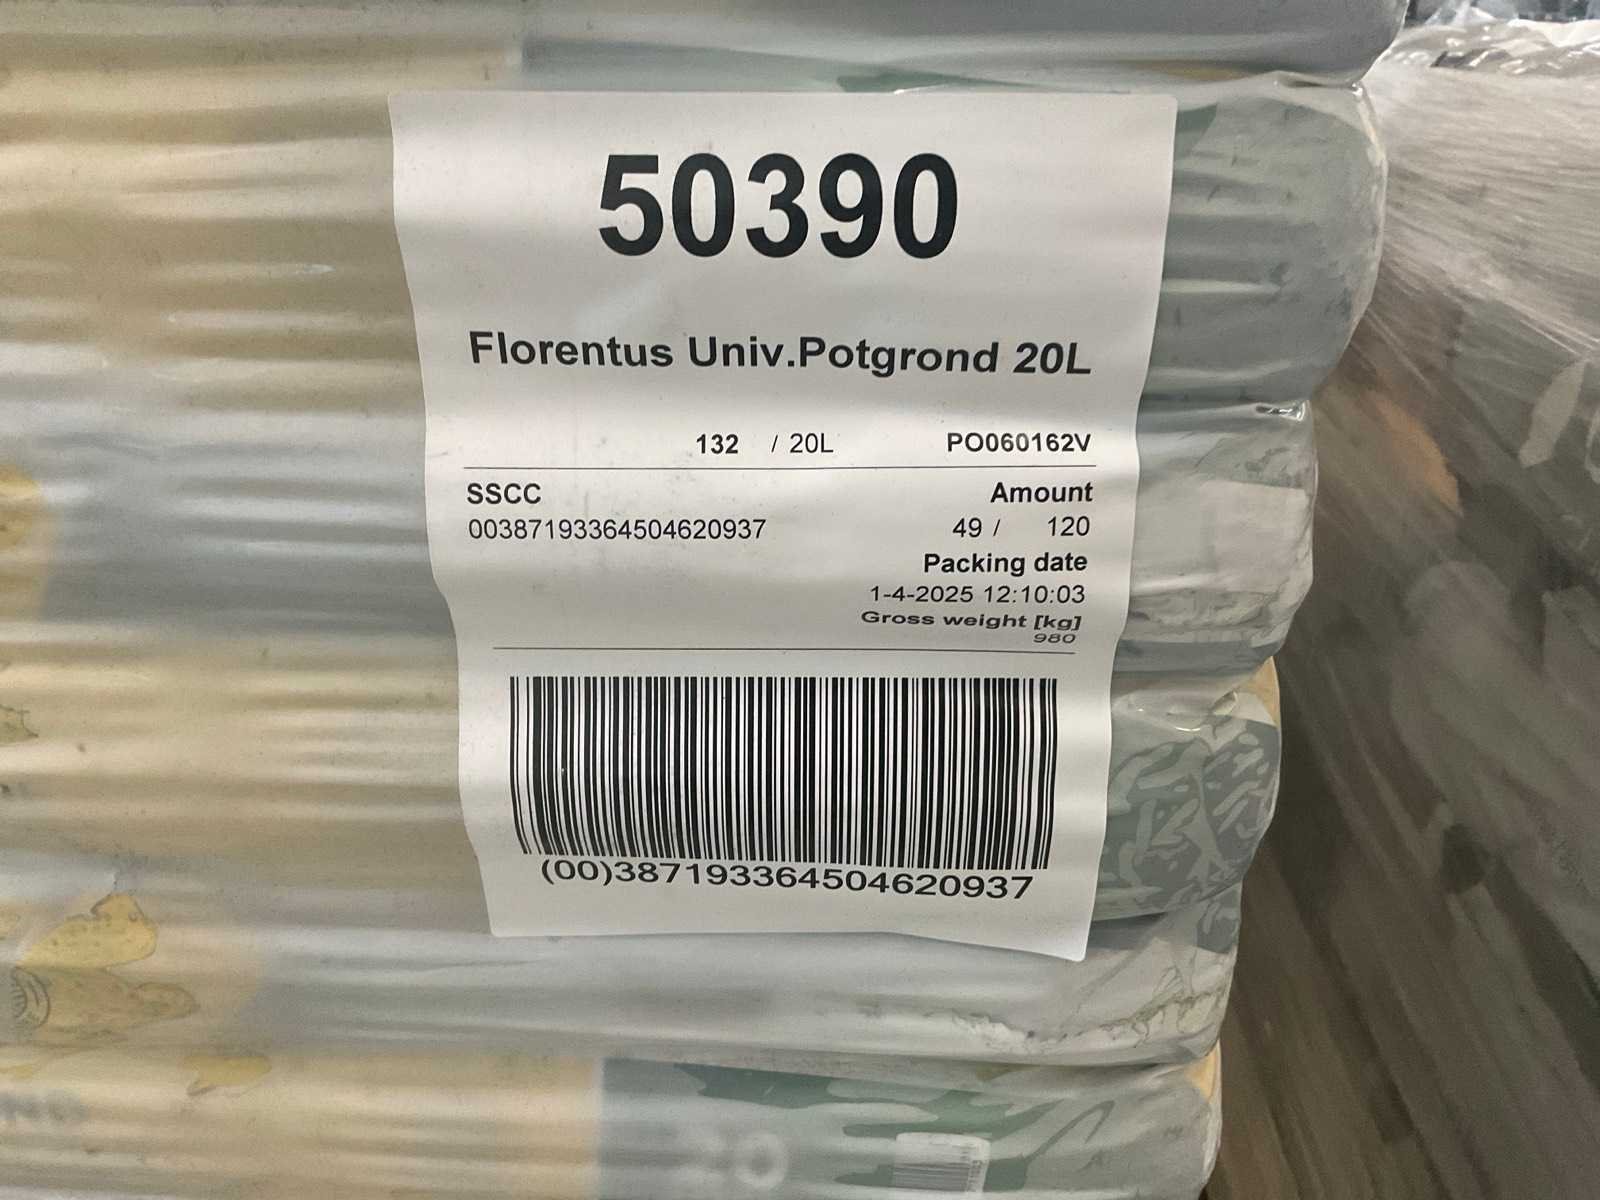 50390
Florentus Univ.Potgrond 20L
132 / 20L PO060162V
SSCC Amount
00387193364504620937 49 / 120
Packing date
1-4-2025 12:10:03
Gross weight [kg]
980
(00)387193364504620937